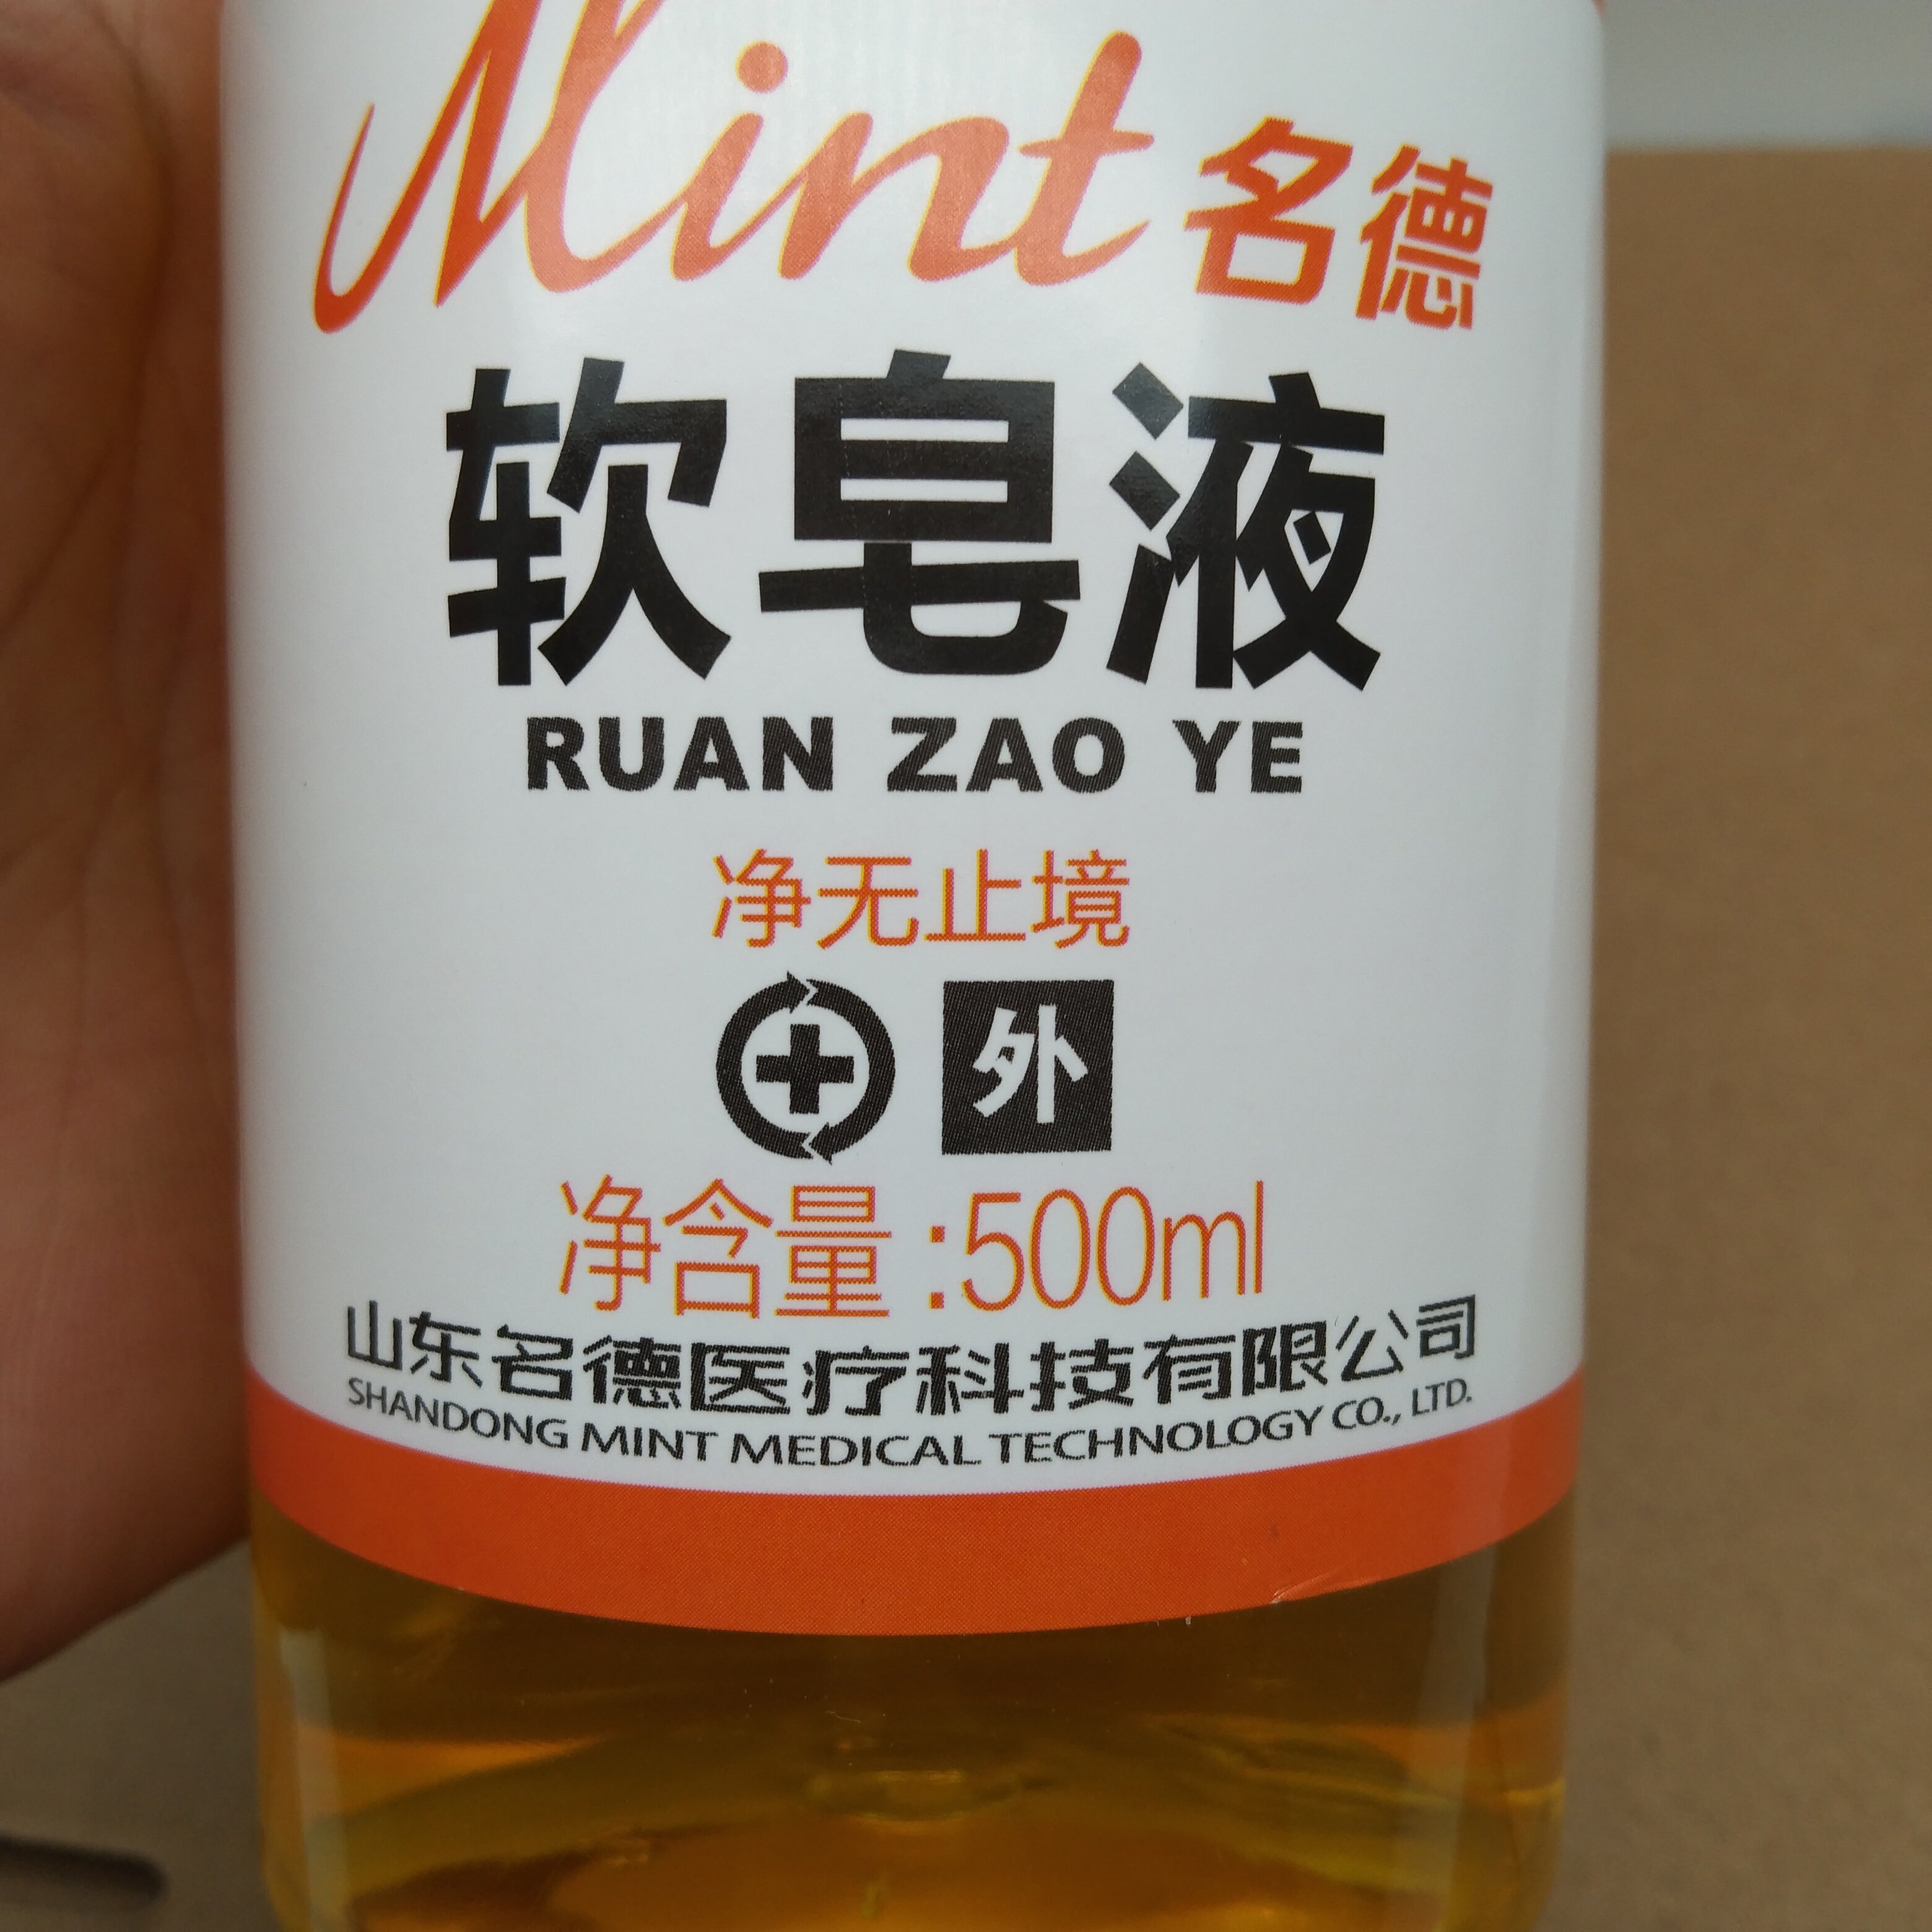 Mint 名德
软皂液
RUAN ZAO YE
净无止境
外
净含量:500ml
山东名德医疗科技有限公司
SHANDONG MINT MEDICAL TECHNOLOGY CO., LTD.